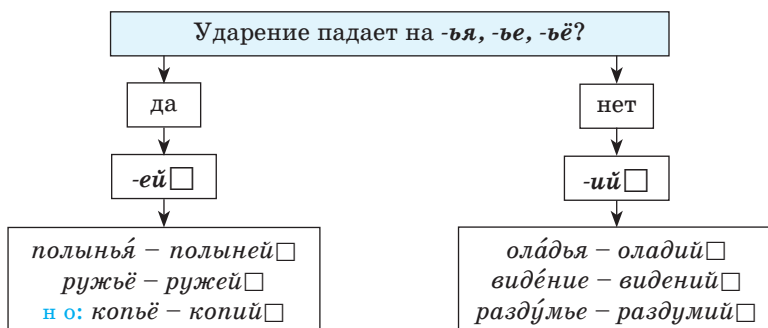 Ударение падает на -ья, -ье, -ьё?
да
нет
-ей
-ий
полынья́ – полыней
ружьё – ружей
н о: копьё – копий
ола́дья – оладий
виде́ние – видений
разду́мье – раздумий